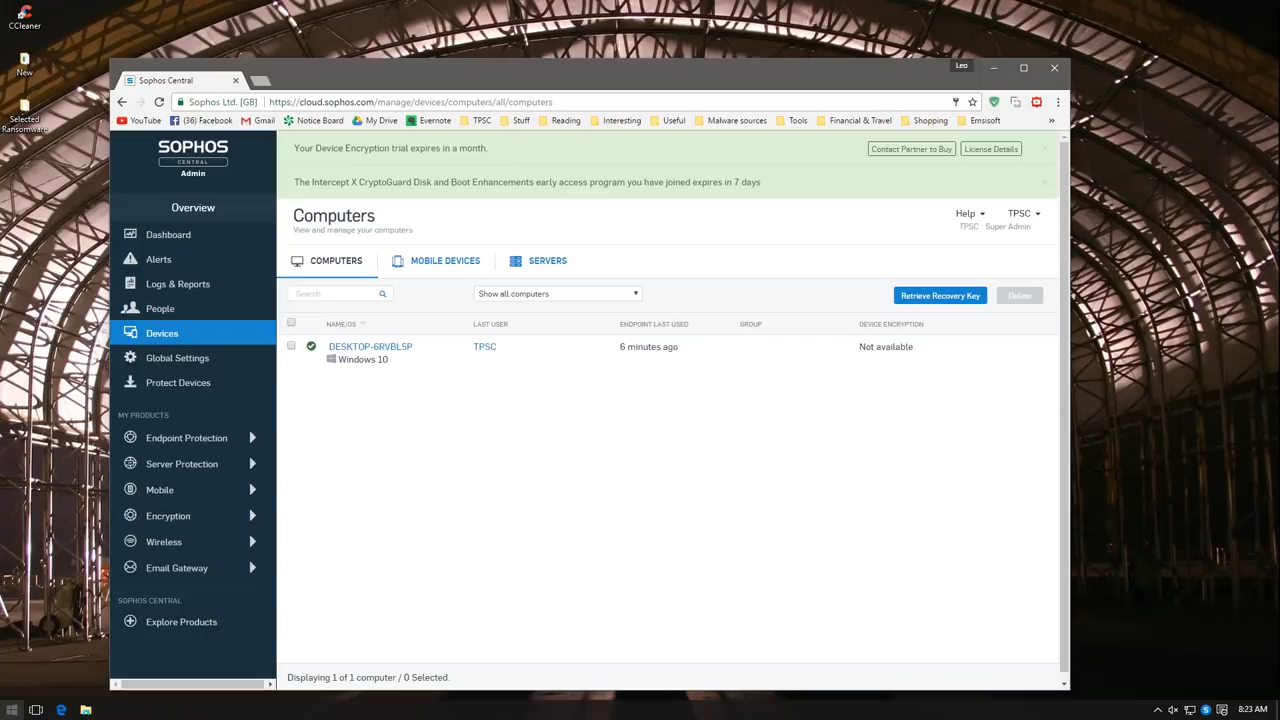 CCleaner
New
Selected
Ransomware
Leo
Sophos Central
Sophos Ltd. [GB]
https://cloud.sophos.com/manage/devices/computers/all/computers
YouTube
(36) Facebook
Gmail
Notice Board
My Drive
Evernote
TPSC
Stuff
Reading
Interesting
Useful
Malware sources
Tools
Financial & Travel
Shopping
Emsisoft
SOPHOS
CENTRAL
Admin
Overview
Dashboard
Alerts
Logs & Reports
People
Devices
Global Settings
Protect Devices
MY PRODUCTS
Endpoint Protection
Server Protection
Mobile
Encryption
Wireless
Email Gateway
SOPHOS CENTRAL
Explore Products
Your Device Encryption trial expires in a month.
Contact Partner to Buy
License Details
The Intercept X CryptoGuard Disk and Boot Enhancements early access program you have joined expires in 7 days
Computers
View and manage your computers
Help
TPSC
TPSC Super Admin
COMPUTERS
MOBILE DEVICES
SERVERS
Search
Show all computers
Retrieve Recovery Key
Delete
NAME/OS
LAST USER
ENDPOINT LAST USED
GROUP
DEVICE ENCRYPTION
DESKTOP-6RVBL5P
TPSC
6 minutes ago
Not available
Windows 10
Displaying 1 of 1 computer / 0 Selected.
8:23 AM